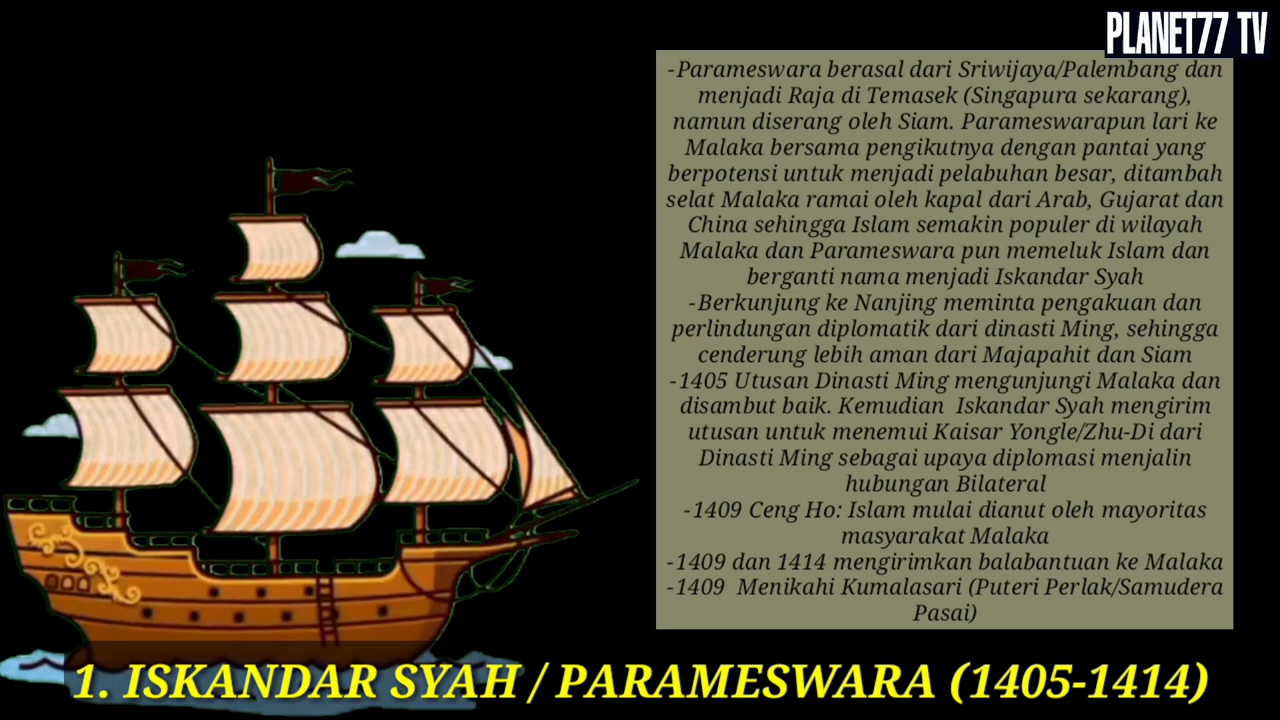 PLANET77 TV
-Parameswara berasal dari Sriwijaya/Palembang dan
menjadi Raja di Temasek (Singapura sekarang),
namun diserang oleh Siam. Parameswarapun lari ke
Malaka bersama pengikutnya dengan pantai yang
berpotensi untuk menjadi pelabuhan besar, ditambah
selat Malaka ramai oleh kapal dari Arab, Gujarat dan
China sehingga Islam semakin populer di wilayah
Malaka dan Parameswara pun memeluk Islam dan
berganti nama menjadi Iskandar Syah
-Berkunjung ke Nanjing meminta pengakuan dan
perlindungan diplomatik dari dinasti Ming, sehingga
cenderung lebih aman dari Majapahit dan Siam
-1405 Utusan Dinasti Ming mengunjungi Malaka dan
disambut baik. Kemudian  Iskandar Syah mengirim
utusan untuk menemui Kaisar Yongle/Zhu-Di dari
Dinasti Ming sebagai upaya diplomasi menjalin
hubungan Bilateral
-1409 Ceng Ho: Islam mulai dianut oleh mayoritas
masyarakat Malaka
-1409 dan 1414 mengirimkan balabantuan ke Malaka
-1409  Menikahi Kumalasari (Puteri Perlak/Samudera
Pasai)
1. ISKANDAR SYAH / PARAMESWARA (1405-1414)